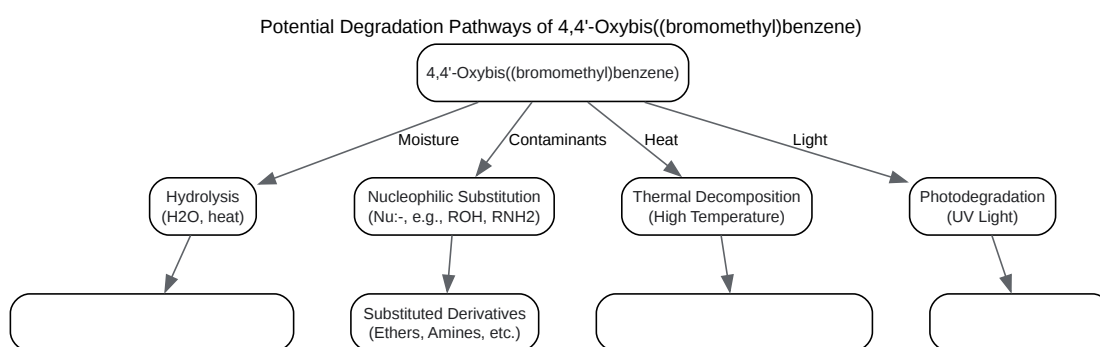 Potential Degradation Pathways of 4,4'-Oxybis((bromomethyl)benzene)
4,4'-Oxybis((bromomethyl)benzene)
Moisture
Contaminants
Heat
Light
Hydrolysis
(H2O, heat)
Nucleophilic Substitution
(Nu:-, e.g., ROH, RNH2)
Thermal Decomposition
(High Temperature)
Photodegradation
(UV Light)
Substituted Derivatives
(Ethers, Amines, etc.)